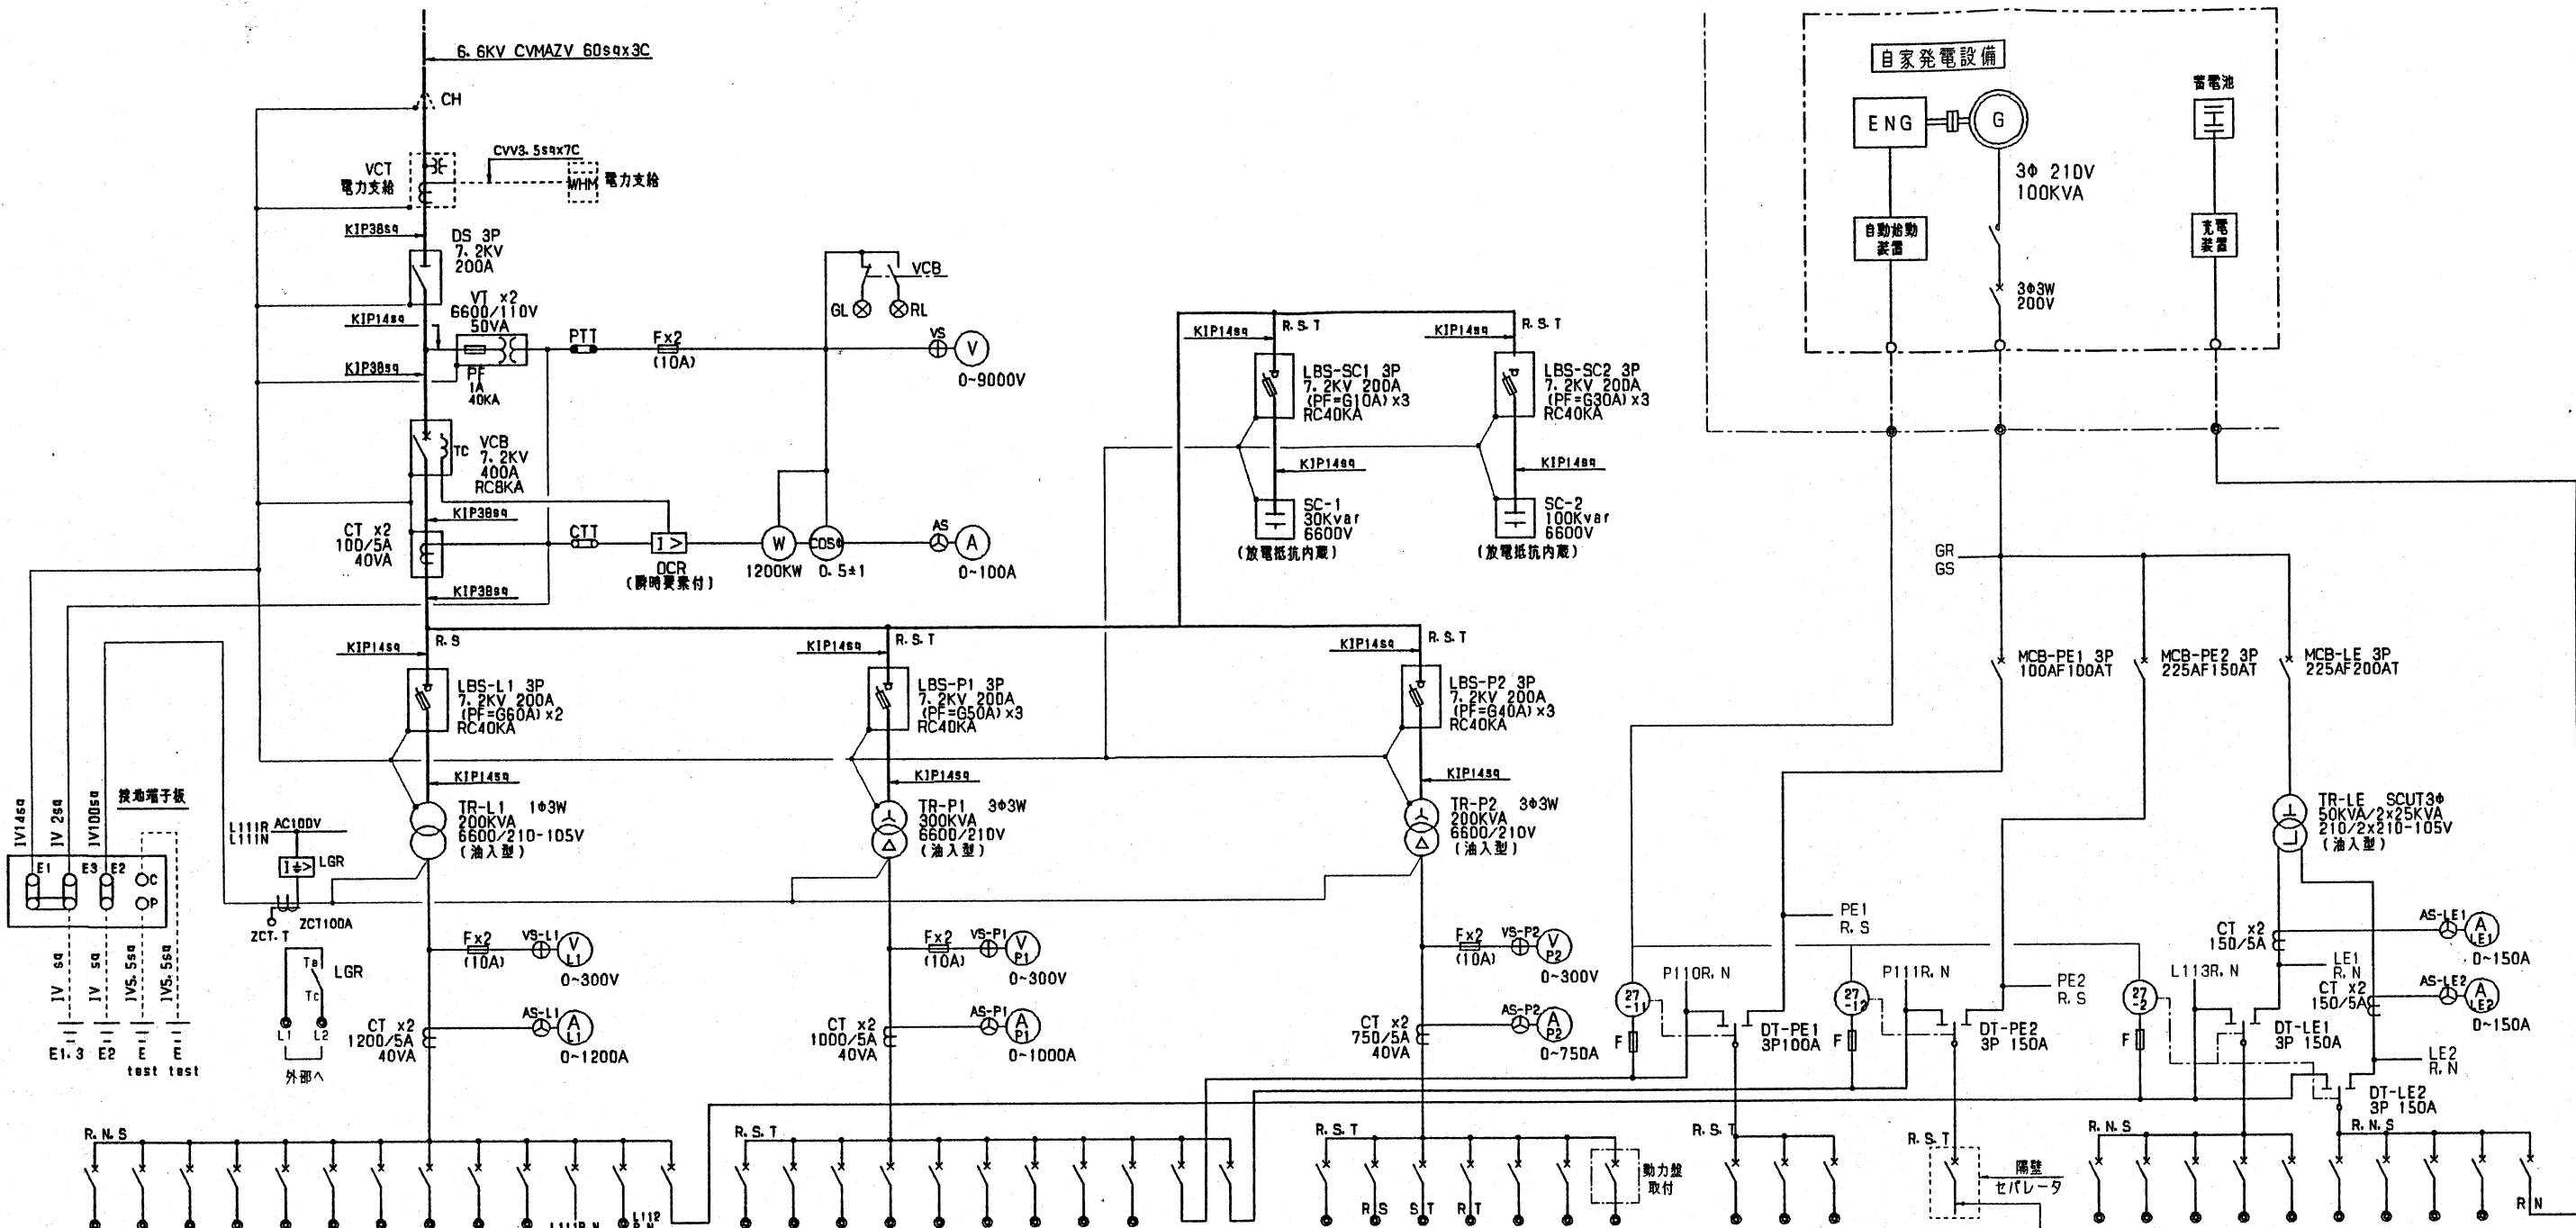 6.6KV CVMAZV 60sqx3C
CH
VCT
電力支給
CVV3.5sqx7C
WHM
電力支給
KIP38sq
DS 3P
7.2KV
200A
VT x2
6600/110V
50VA
KIP14sq
PF
1A
40KA
KIP38sq
PTT
Fx2
(10A)
GL
RL
VCB
VS
V
0~9000V
TC
VCB
7.2KV
400A
RC8KA
KIP38sq
CT x2
100/5A
40VA
CTT
I >
OCR
(瞬時要素付)
W
1200KW
COSΦ
0.5±1
AS
A
0~100A
KIP38sq
R.S.T
KIP14sq
LBS-SC1 3P
7.2KV 200A
(PF=G10A)x3
RC40KA
KIP14sq
SC-1
30Kvar
6600V
(放電抵抗内蔵)
R.S.T
KIP14sq
LBS-SC2 3P
7.2KV 200A
(PF=G30A)x3
RC40KA
KIP14sq
SC-2
100Kvar
6600V
(放電抵抗内蔵)
自家発電設備
ENG
G
3Φ 210V
100KVA
自動始動
装置
3Φ3W
200V
蓄電池
充電
装置
GR
GS
MCB-PE1 3P
100AF100AT
MCB-PE2 3P
225AF150AT
MCB-LE 3P
225AF200AT
R.S
KIP14sq
LBS-L1 3P
7.2KV 200A
(PF=G60A)x2
RC40KA
KIP14sq
TR-L1 1Φ3W
200KVA
6600/210-105V
(油入型)
R.S.T
KIP14sq
LBS-P1 3P
7.2KV 200A
(PF=G50A)x3
RC40KA
KIP14sq
TR-P1 3Φ3W
300KVA
6600/210V
(油入型)
R.S.T
KIP14sq
LBS-P2 3P
7.2KV 200A
(PF=G40A)x3
RC40KA
KIP14sq
TR-P2 3Φ3W
200KVA
6600/210V
(油入型)
TR-LE SCUT3Φ
50KVA/2x25KVA
210/2x210-105V
(油入型)
IV14sq
IV 2sq
IV100sq
接地端子板
E1
E3
E2
C
P
IV sq
IV sq
IV5.5sq
IV5.5sq
E1.3
E2
E
test
E
test
L111R
L111N
AC100V
LGR
ZCT100A
ZCT.T
Ta
Tc
LGR
L1
L2
外部へ
Fx2
(10A)
VS-L1
V
L1
0~300V
CT x2
1200/5A
40VA
AS-L1
A
L1
0~1200A
Fx2
(10A)
VS-P1
V
P1
0~300V
CT x2
1000/5A
40VA
AS-P1
A
P1
0~1000A
Fx2
(10A)
VS-P2
V
P2
0~300V
CT x2
750/5A
40VA
AS-P2
A
P2
0~750A
27
-11
F
P110R.N
PE1
R.S
DT-PE1
3P100A
27
-12
F
P111R.N
PE2
R.S
DT-PE2
3P 150A
27
-2
F
L113R.N
DT-LE1
3P 150A
CT x2
150/5A
AS-LE1
A
LE1
0~150A
LE1
R.N
CT x2
150/5A
AS-LE2
A
LE2
0~150A
LE2
R.N
DT-LE2
3P 150A
R.N.S
L111R.N
L112
R.N
R.S.T
R.S.T
R S
S T
R T
動力盤
取付
R.S.T
R.S.T
隔壁
セパレータ
R.N.S
R.N.S
R N